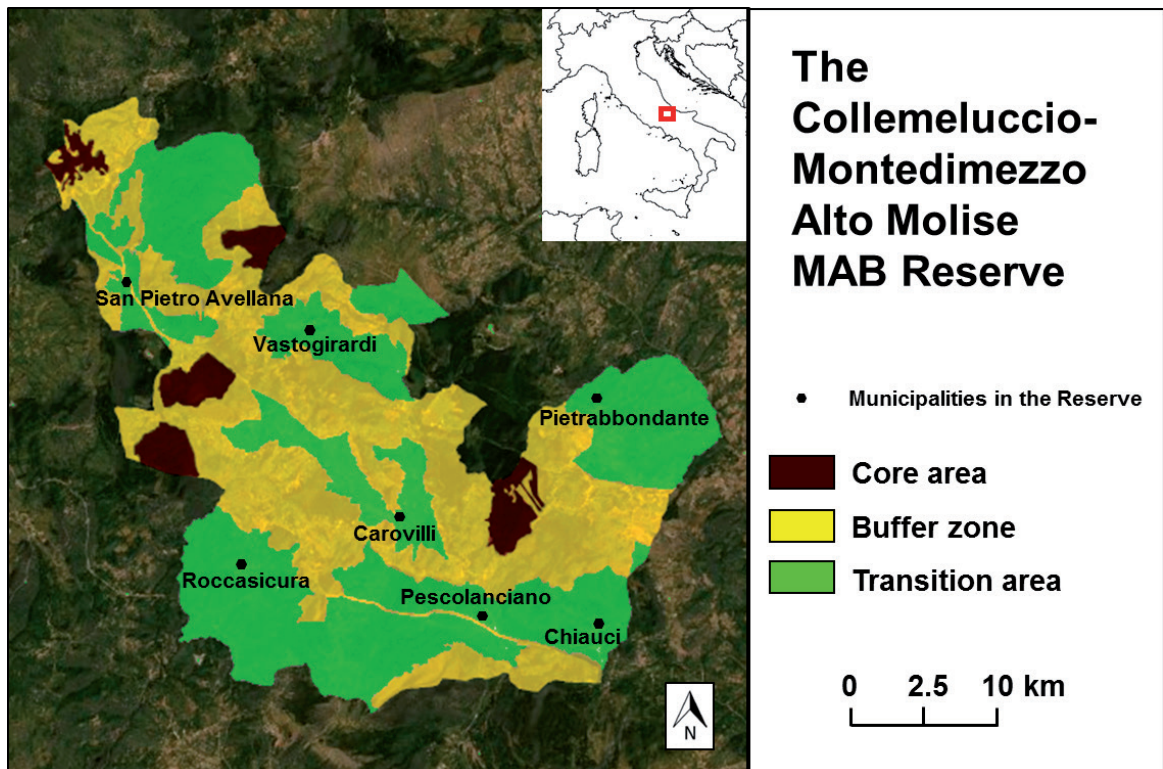 The
Collemeluccio-
Montedimezzo
Alto Molise
MAB Reserve
San Pietro Avellana
Vastogirardi
Pietrabbondante
Carovilli
Roccasicura
Pescolanciano
Chiauci
N
Municipalities in the Reserve
Core area
Buffer zone
Transition area
0 2.5 10 km